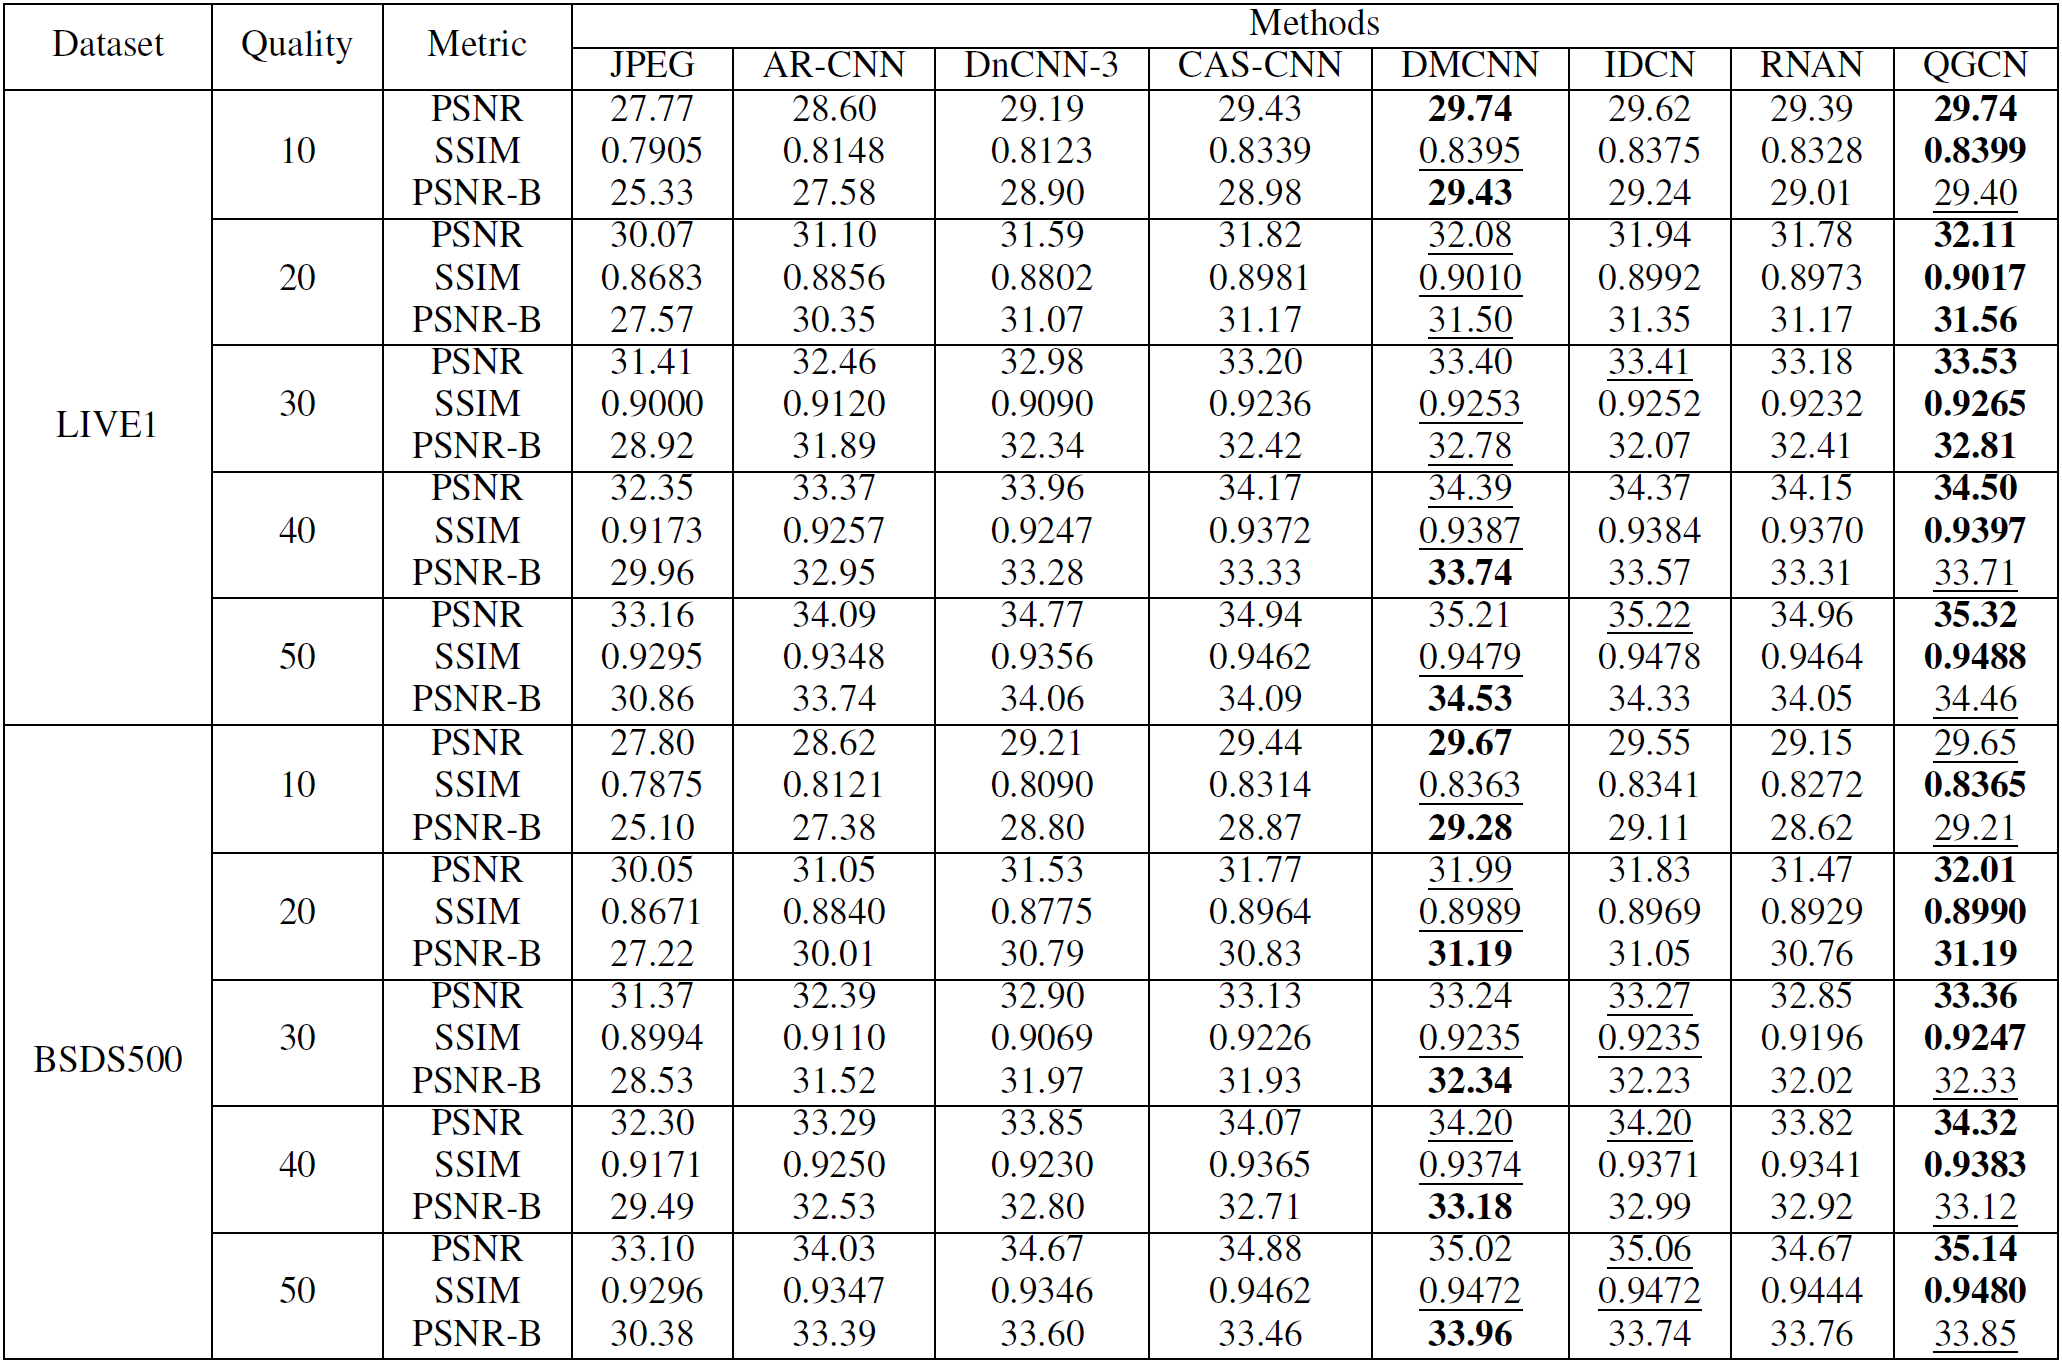 Dataset Quality Metric Methods
JPEG AR-CNN DnCNN-3 CAS-CNN DMCNN IDCN RNAN QGCN
LIVE1
10
PSNR 27.77 28.60 29.19 29.43 29.74 29.62 29.39 29.74
SSIM 0.7905 0.8148 0.8123 0.8339 0.8395 0.8375 0.8328 0.8399
PSNR-B 25.33 27.58 28.90 28.98 29.43 29.24 29.01 29.40
20
PSNR 30.07 31.10 31.59 31.82 32.08 31.94 31.78 32.11
SSIM 0.8683 0.8856 0.8802 0.8981 0.9010 0.8992 0.8973 0.9017
PSNR-B 27.57 30.35 31.07 31.17 31.50 31.35 31.17 31.56
30
PSNR 31.41 32.46 32.98 33.20 33.40 33.41 33.18 33.53
SSIM 0.9000 0.9120 0.9090 0.9236 0.9253 0.9252 0.9232 0.9265
PSNR-B 28.92 31.89 32.34 32.42 32.78 32.07 32.41 32.81
40
PSNR 32.35 33.37 33.96 34.17 34.39 34.37 34.15 34.50
SSIM 0.9173 0.9257 0.9247 0.9372 0.9387 0.9384 0.9370 0.9397
PSNR-B 29.96 32.95 33.28 33.33 33.74 33.57 33.31 33.71
50
PSNR 33.16 34.09 34.77 34.94 35.21 35.22 34.96 35.32
SSIM 0.9295 0.9348 0.9356 0.9462 0.9479 0.9478 0.9464 0.9488
PSNR-B 30.86 33.74 34.06 34.09 34.53 34.33 34.05 34.46
BSDS500
10
PSNR 27.80 28.62 29.21 29.44 29.67 29.55 29.15 29.65
SSIM 0.7875 0.8121 0.8090 0.8314 0.8363 0.8341 0.8272 0.8365
PSNR-B 25.10 27.38 28.80 28.87 29.28 29.11 28.62 29.21
20
PSNR 30.05 31.05 31.53 31.77 31.99 31.83 31.47 32.01
SSIM 0.8671 0.8840 0.8775 0.8964 0.8989 0.8969 0.8929 0.8990
PSNR-B 27.22 30.01 30.79 30.83 31.19 31.05 30.76 31.19
30
PSNR 31.37 32.39 32.90 33.13 33.24 33.27 32.85 33.36
SSIM 0.8994 0.9110 0.9069 0.9226 0.9235 0.9235 0.9196 0.9247
PSNR-B 28.53 31.52 31.97 31.93 32.34 32.23 32.02 32.33
40
PSNR 32.30 33.29 33.85 34.07 34.20 34.20 33.82 34.32
SSIM 0.9171 0.9250 0.9230 0.9365 0.9374 0.9371 0.9341 0.9383
PSNR-B 29.49 32.53 32.80 32.71 33.18 32.99 32.92 33.12
50
PSNR 33.10 34.03 34.67 34.88 35.02 35.06 34.67 35.14
SSIM 0.9296 0.9347 0.9346 0.9462 0.9472 0.9472 0.9444 0.9480
PSNR-B 30.38 33.39 33.60 33.46 33.96 33.74 33.76 33.85